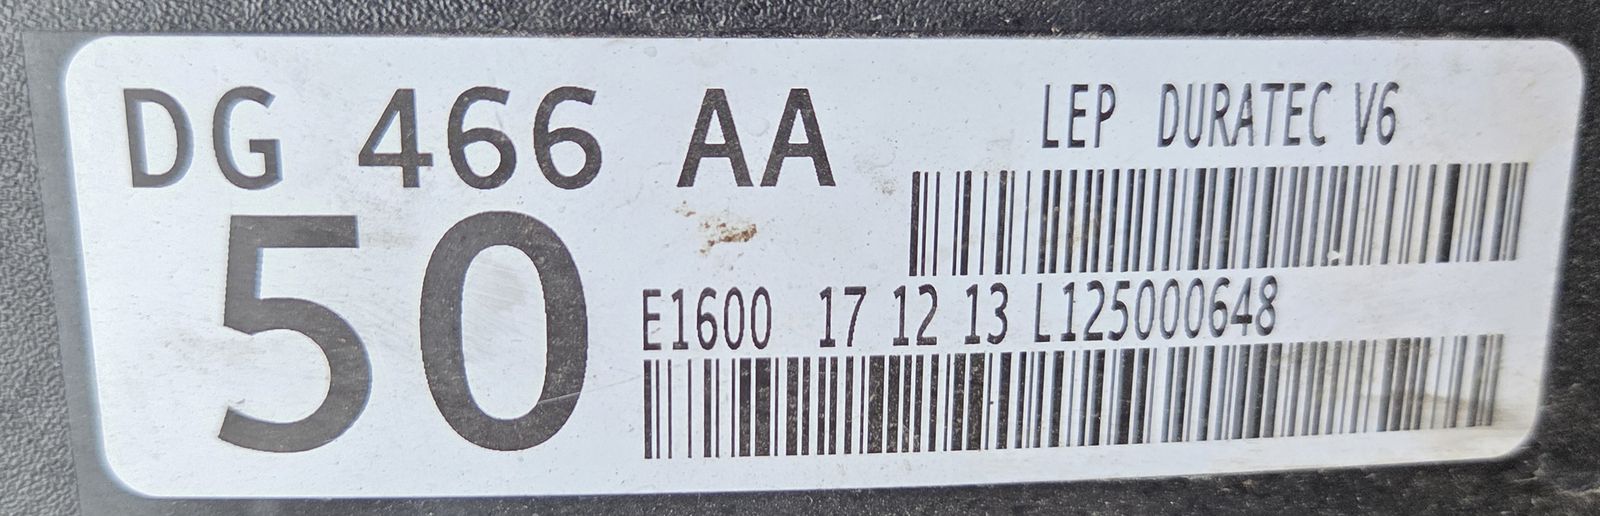 DG 466 AA
LEP DURATEC V6
50
E1600 17 12 13 L125000648